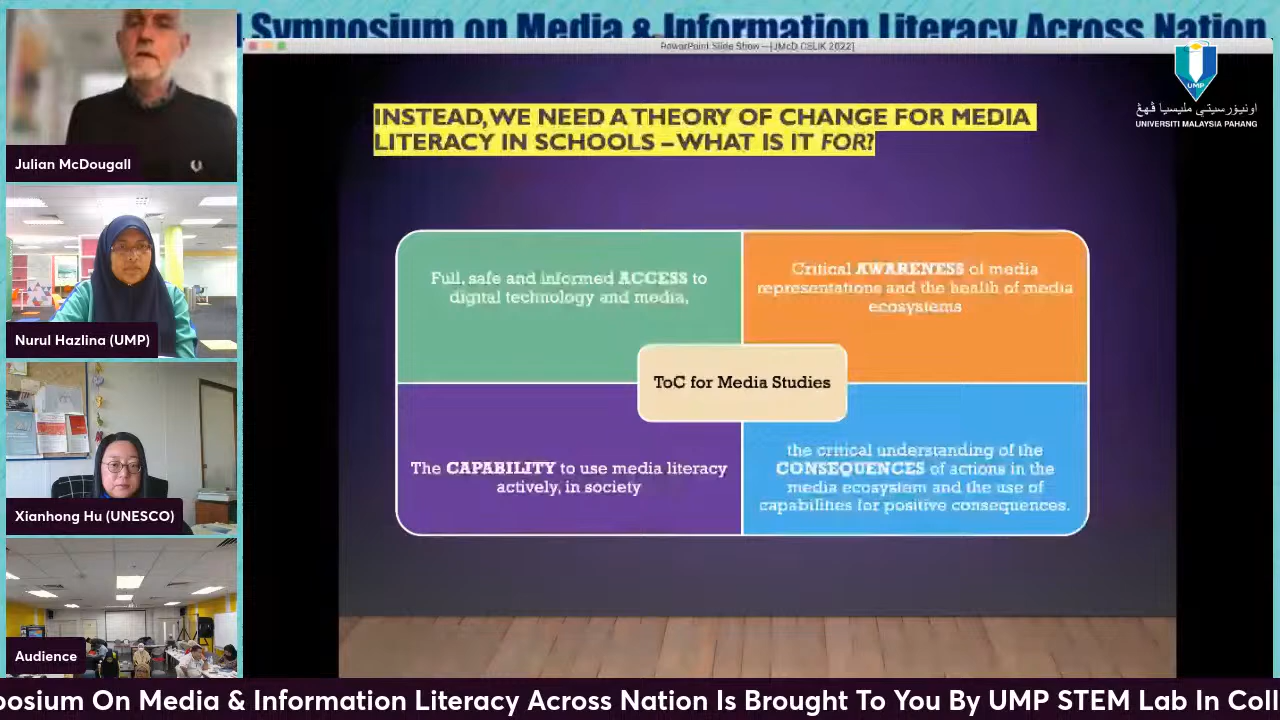 l Symposium on Media & Information Literacy Across Nation
PowerPoint Slide Show - [JMcD CELIK 2022]
UMP
اونيۏرسيتي مليسيا ڤهڠ
UNIVERSITI MALAYSIA PAHANG
INSTEAD, WE NEED A THEORY OF CHANGE FOR MEDIA
LITERACY IN SCHOOLS – WHAT IS IT FOR?
Full, safe and informed ACCESS to
digital technology and media,
Critical AWARENESS of media
representations and the health of media
ecosystems
ToC for Media Studies
The CAPABILITY to use media literacy
actively, in society
the critical understanding of the
CONSEQUENCES of actions in the
media ecosystem and the use of
capabilities for positive consequences.
Julian McDougall
Nurul Hazlina (UMP)
Xianhong Hu (UNESCO)
Audience
posium On Media & Information Literacy Across Nation Is Brought To You By UMP STEM Lab In Coll